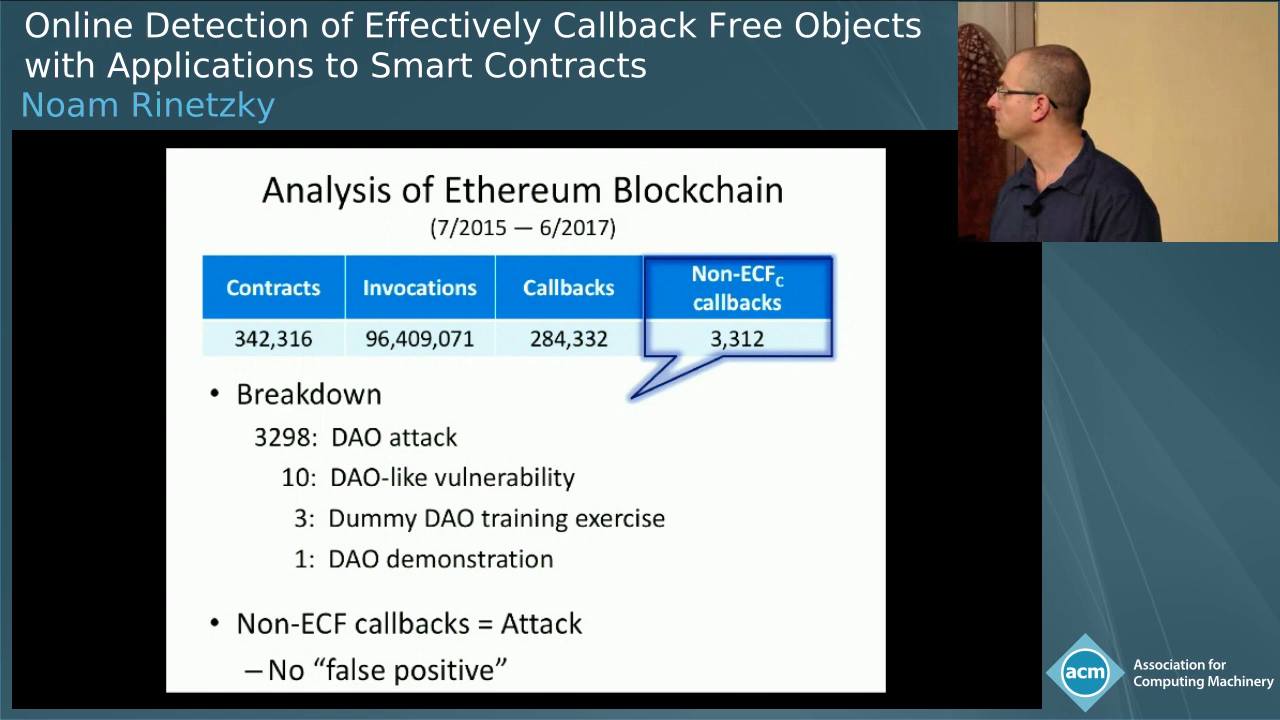 Online Detection of Effectively Callback Free Objects
with Applications to Smart Contracts
Noam Rinetzky
Analysis of Ethereum Blockchain
(7/2015 — 6/2017)
Contracts Invocations Callbacks Non-ECFC callbacks
342,316 96,409,071 284,332 3,312
• Breakdown
3298: DAO attack
10: DAO-like vulnerability
3: Dummy DAO training exercise
1: DAO demonstration
• Non-ECF callbacks = Attack
– No “false positive”
acm Association for
Computing Machinery